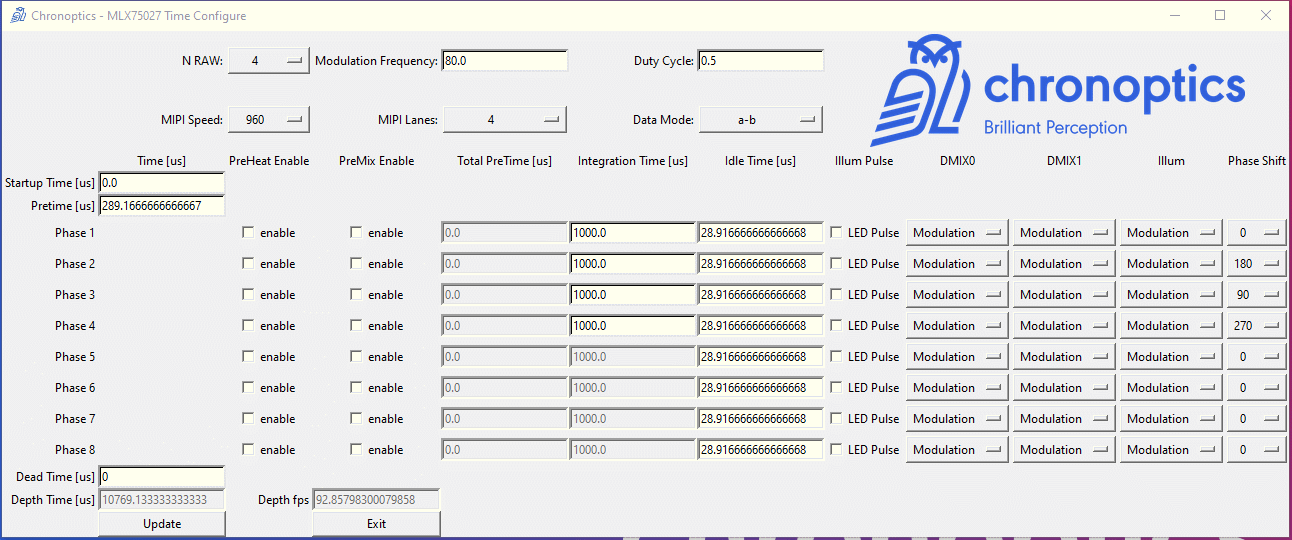 Chronoptics - MLX75027 Time Configure
N RAW: 4 Modulation Frequency: 80.0 Duty Cycle: 0.5
chronoptics
MIPI Speed: 960 MIPI Lanes: 4 Data Mode: a-b
Brilliant Perception
Time [us] PreHeat Enable PreMix Enable Total PreTime [us] Integration Time [us] Idle Time [us] Illum Pulse DMIX0 DMIX1 Illum Phase Shift
Startup Time [us] 0.0
Pretime [us] 289.1666666666667
Phase 1 enable enable 0.0 1000.0 28.916666666666668 LED Pulse Modulation Modulation Modulation 0
Phase 2 enable enable 0.0 1000.0 28.916666666666668 LED Pulse Modulation Modulation Modulation 180
Phase 3 enable enable 0.0 1000.0 28.916666666666668 LED Pulse Modulation Modulation Modulation 90
Phase 4 enable enable 0.0 1000.0 28.916666666666668 LED Pulse Modulation Modulation Modulation 270
Phase 5 enable enable 0.0 1000.0 28.916666666666668 LED Pulse Modulation Modulation Modulation 0
Phase 6 enable enable 0.0 1000.0 28.916666666666668 LED Pulse Modulation Modulation Modulation 0
Phase 7 enable enable 0.0 1000.0 28.916666666666668 LED Pulse Modulation Modulation Modulation 0
Phase 8 enable enable 0.0 1000.0 28.916666666666668 LED Pulse Modulation Modulation Modulation 0
Dead Time [us] 0
Depth Time [us] 10769.133333333333 Depth fps 92.85798300079858
Update Exit